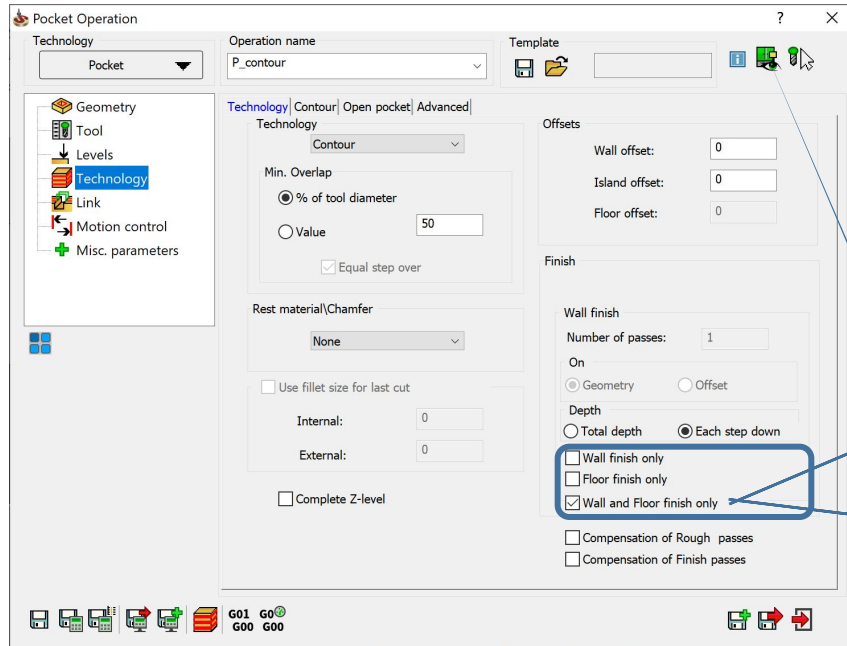 Pocket Operation
? X
Technology
Operation name
Template
Pocket
P_contour
Geometry
Tool
Levels
Technology
Link
Motion control
Misc. parameters
Technology Contour Open pocket Advanced
Technology
Contour
Min. Overlap
% of tool diameter
Value
50
Equal step over
Rest material\Chamfer
None
Use fillet size for last cut
Internal: 0
External: 0
Complete Z-level
Offsets
Wall offset: 0
Island offset: 0
Floor offset: 0
Finish
Wall finish
Number of passes: 1
On
Geometry Offset
Depth
Total depth Each step down
Wall finish only
Floor finish only
Wall and Floor finish only
Compensation of Rough passes
Compensation of Finish passes
G01 G0
G00 G00